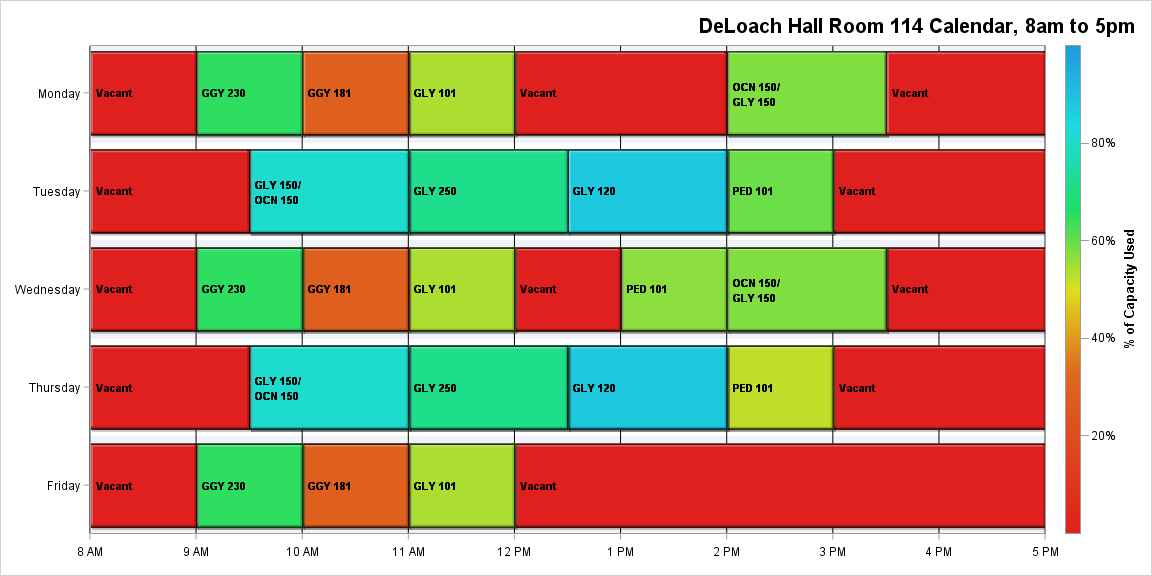 DeLoach Hall Room 114 Calendar, 8am to 5pm
Monday
Vacant
GGY 230
GGY 181
GLY 101
Vacant
OCN 150/
GLY 150
Vacant
Tuesday
Vacant
GLY 150/
OCN 150
GLY 250
GLY 120
PED 101
Vacant
Wednesday
Vacant
GGY 230
GGY 181
GLY 101
Vacant
PED 101
OCN 150/
GLY 150
Vacant
Thursday
Vacant
GLY 150/
OCN 150
GLY 250
GLY 120
PED 101
Vacant
Friday
Vacant
GGY 230
GGY 181
GLY 101
Vacant
8 AM 9 AM 10 AM 11 AM 12 PM 1 PM 2 PM 3 PM 4 PM 5 PM
80%
60%
40%
20%
% of Capacity Used